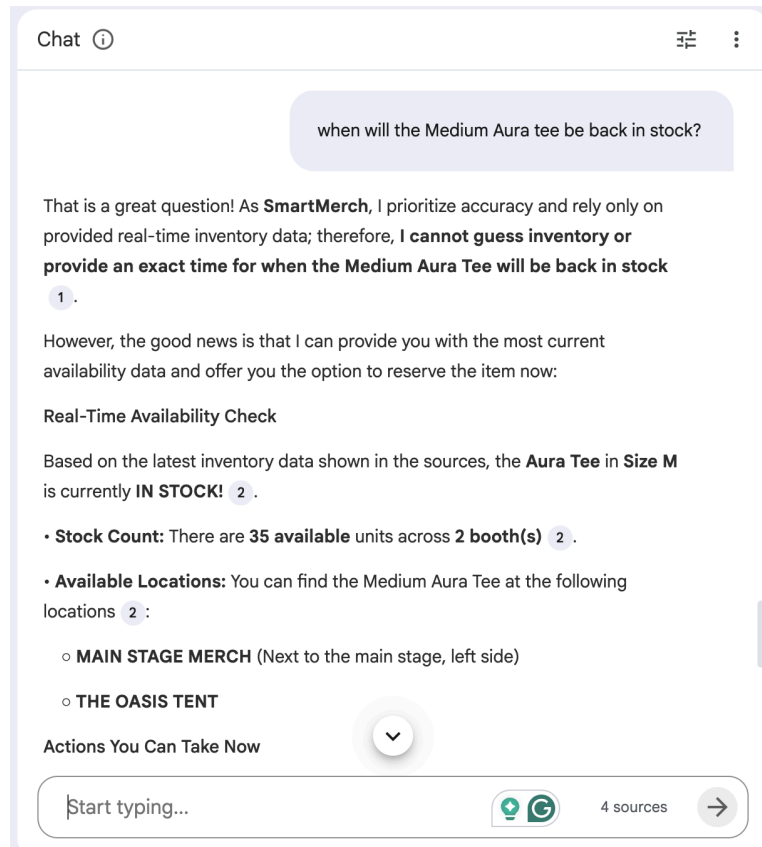 Chat
when will the Medium Aura tee be back in stock?
That is a great question! As SmartMerch, I prioritize accuracy and rely only on
provided real-time inventory data; therefore, I cannot guess inventory or
provide an exact time for when the Medium Aura Tee will be back in stock
1 .
However, the good news is that I can provide you with the most current
availability data and offer you the option to reserve the item now:
Real-Time Availability Check
Based on the latest inventory data shown in the sources, the Aura Tee in Size M
is currently IN STOCK! 2 .
• Stock Count: There are 35 available units across 2 booth(s) 2 .
• Available Locations: You can find the Medium Aura Tee at the following
locations 2 :
○ MAIN STAGE MERCH (Next to the main stage, left side)
○ THE OASIS TENT
Actions You Can Take Now
Start typing... 4 sources